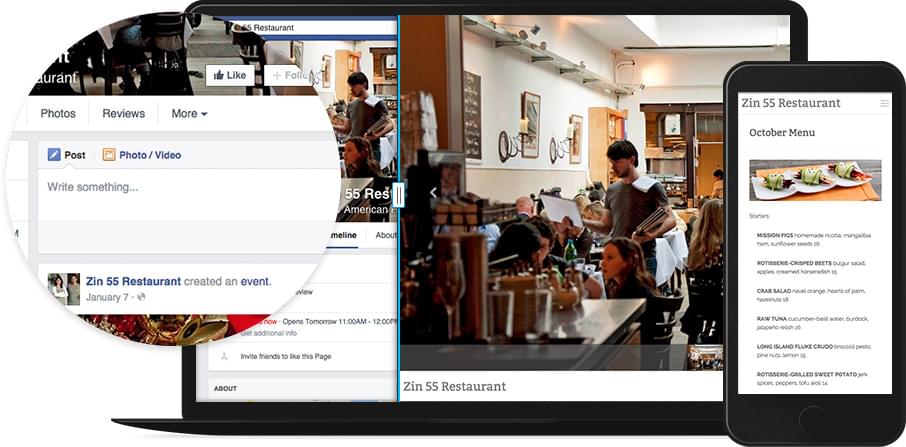 55 Restaurant
nt
aurant
Like
+ Follo
Photos
Reviews
More
Post
Photo / Video
Write something...
Zin 55 Restaurant created an event.
January 7
55 Rest
American
meline
About
now · Opens Tomorrow 11:00AM - 12:00PM
Get additional info
Invite friends to like this Page
ABOUT
Zin 55 Restaurant
Zin 55 Restaurant
October Menu
Starters:
MISSION FIGS homemade ricotta, mangalitsa
ham, sunflower seeds 16
ROTISSERIE-CRISPED BEETS bulgur salad,
apples, creamed horseradish 15
CRAB SALAD navel orange, hearts of palm,
hazelnuts 18
RAW TUNA cucumber-basil water, burdock,
jalapeño relish 16
LONG ISLAND FLUKE CRUDO broccoli pesto,
pine nuts, lemon 15
ROTISSERIE-GRILLED SWEET POTATO jerk
spices, peppers, tofu aioli 14